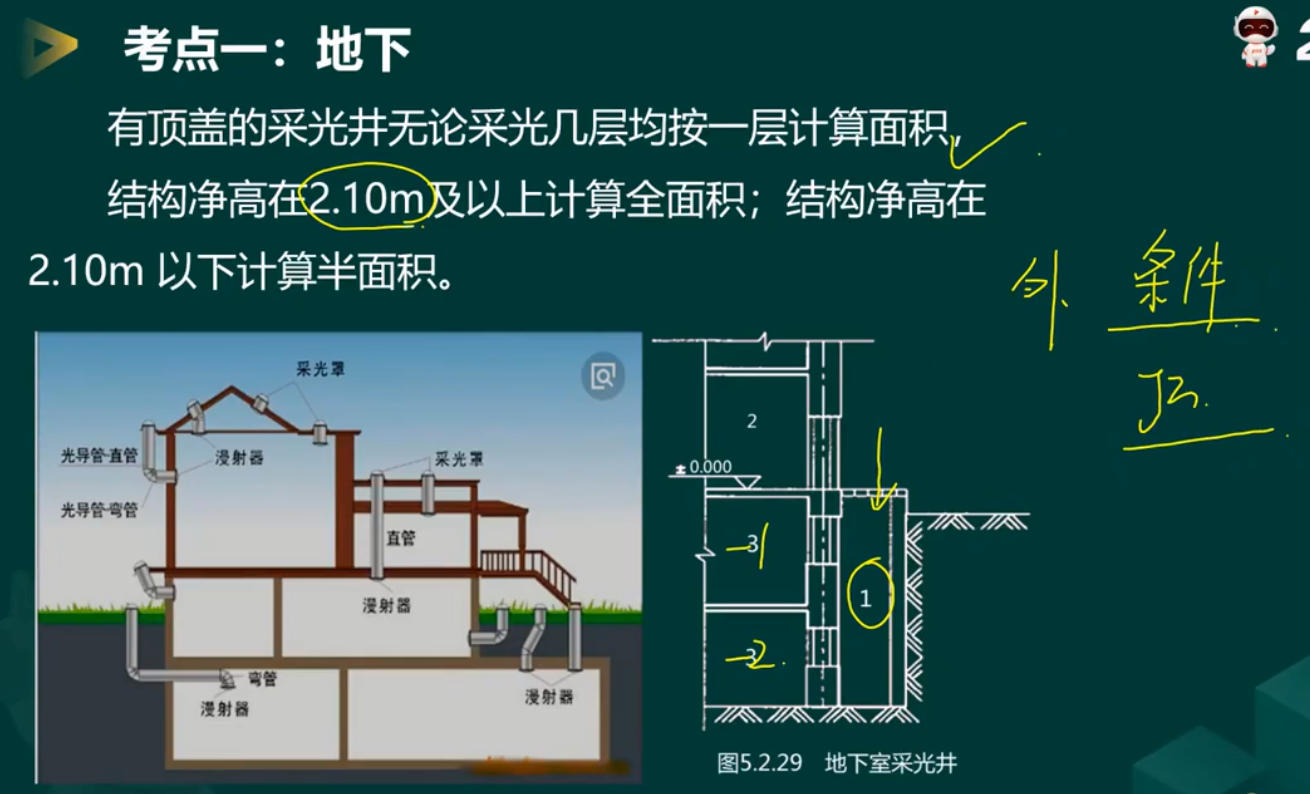 考点一：地下
有顶盖的采光井无论采光几层均按一层计算面积，
结构净高在2.10m及以上计算全面积；结构净高在
2.10m 以下计算半面积。
外、条件
采光罩
光导管-直管
漫射器
采光罩
光导管-弯管
直管
漫射器
弯管
漫射器
漫射器
2
±0.000
-1
1
-2
图5.2.29 地下室采光井